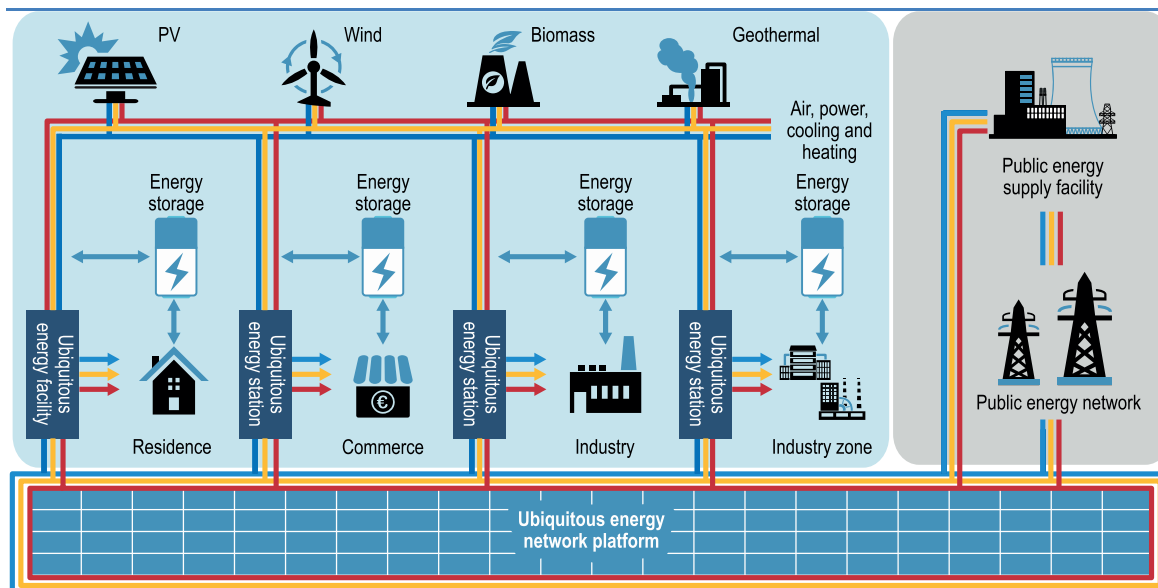 PV
Wind
Biomass
Geothermal
Air, power,
cooling and
heating
Energy
storage
Energy
storage
Energy
storage
Energy
storage
Ubiquitous
energy facility
Ubiquitous
energy station
Ubiquitous
energy station
Ubiquitous
energy station
€
Residence
Commerce
Industry
Industry zone
Public energy
supply facility
Public energy network
Ubiquitous energy
network platform